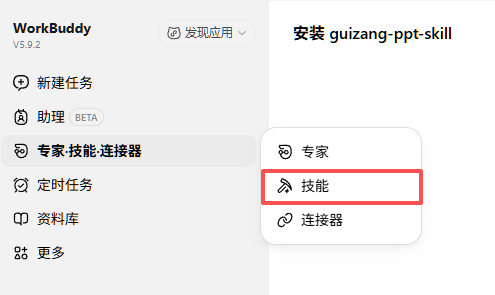 WorkBuddy
V5.9.2
发现应用
安装 guizang-ppt-skill
新建任务
助理 BETA
专家·技能·连接器
定时任务
资料库
更多
专家
技能
连接器